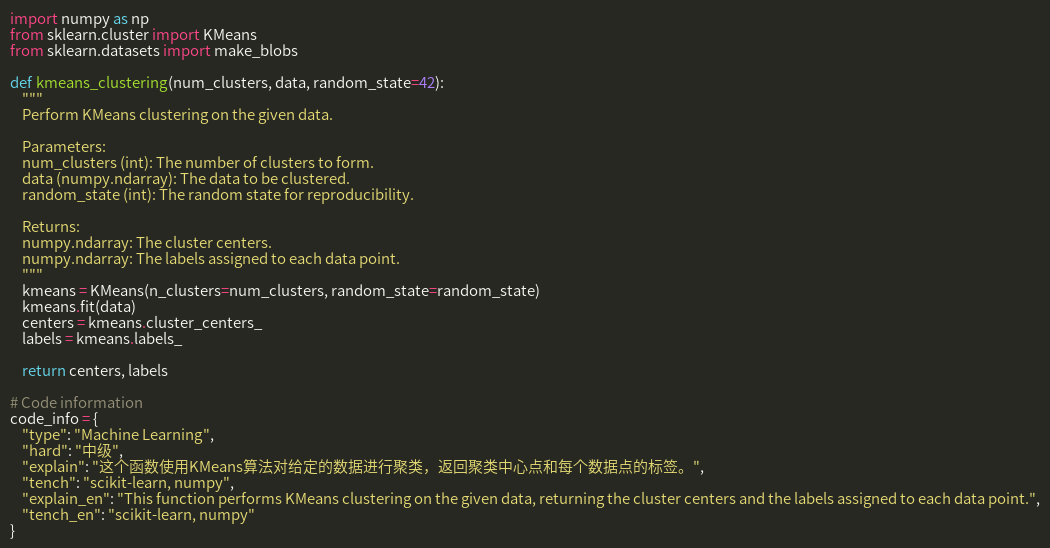 import numpy as np
from sklearn.cluster import KMeans
from sklearn.datasets import make_blobs

def kmeans_clustering(num_clusters, data, random_state=42):
    """
    Perform KMeans clustering on the given data.

    Parameters:
    num_clusters (int): The number of clusters to form.
    data (numpy.ndarray): The data to be clustered.
    random_state (int): The random state for reproducibility.

    Returns:
    numpy.ndarray: The cluster centers.
    numpy.ndarray: The labels assigned to each data point.
    """
    kmeans = KMeans(n_clusters=num_clusters, random_state=random_state)
    kmeans.fit(data)
    centers = kmeans.cluster_centers_
    labels = kmeans.labels_

    return centers, labels

# Code information
code_info = {
    "type": "Machine Learning",
    "hard": "中级",
    "explain": "这个函数使用KMeans算法对给定的数据进行聚类，返回聚类中心点和每个数据点的标签。",
    "tench": "scikit-learn, numpy",
    "explain_en": "This function performs KMeans clustering on the given data, returning the cluster centers and the labels assigned to each data point.",
    "tench_en": "scikit-learn, numpy"
}